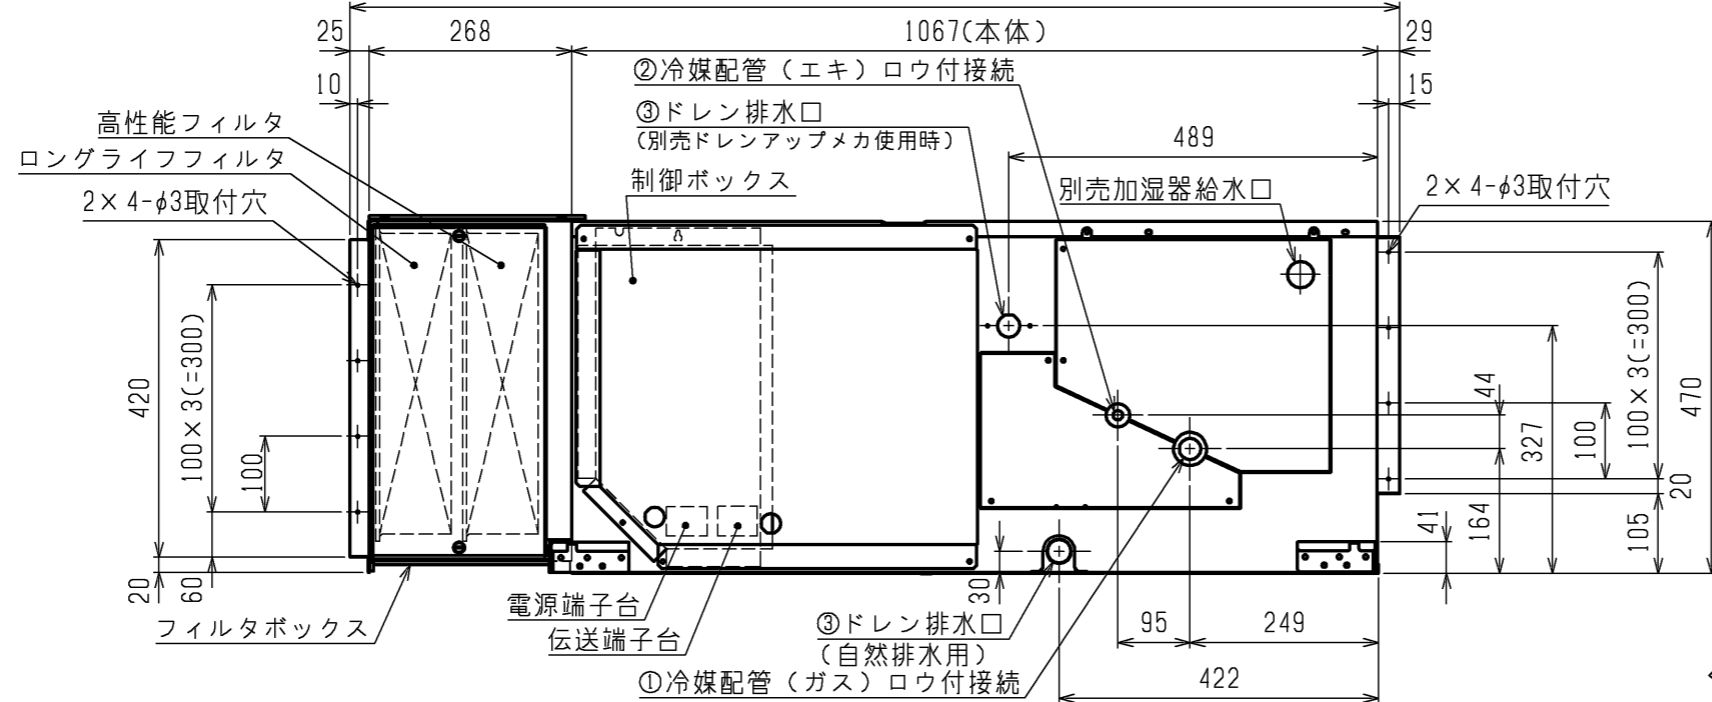 25
268
1067(本体)
29
②冷媒配管（エキ）ロウ付接続
10
15
③ドレン排水口
(別売ドレンアップメカ使用時)
高性能フィルタ
489
ロングライフフィルタ
制御ボックス
別売加湿器給水口
2×4-φ3取付穴
2×4-φ3取付穴
420
100×3(=300)
100
20
60
44
327
100
100×3(=300)
470
20
41
164
105
30
電源端子台
フィルタボックス
伝送端子台
③ドレン排水口
(自然排水用)
95
249
①冷媒配管（ガス）ロウ付接続
422